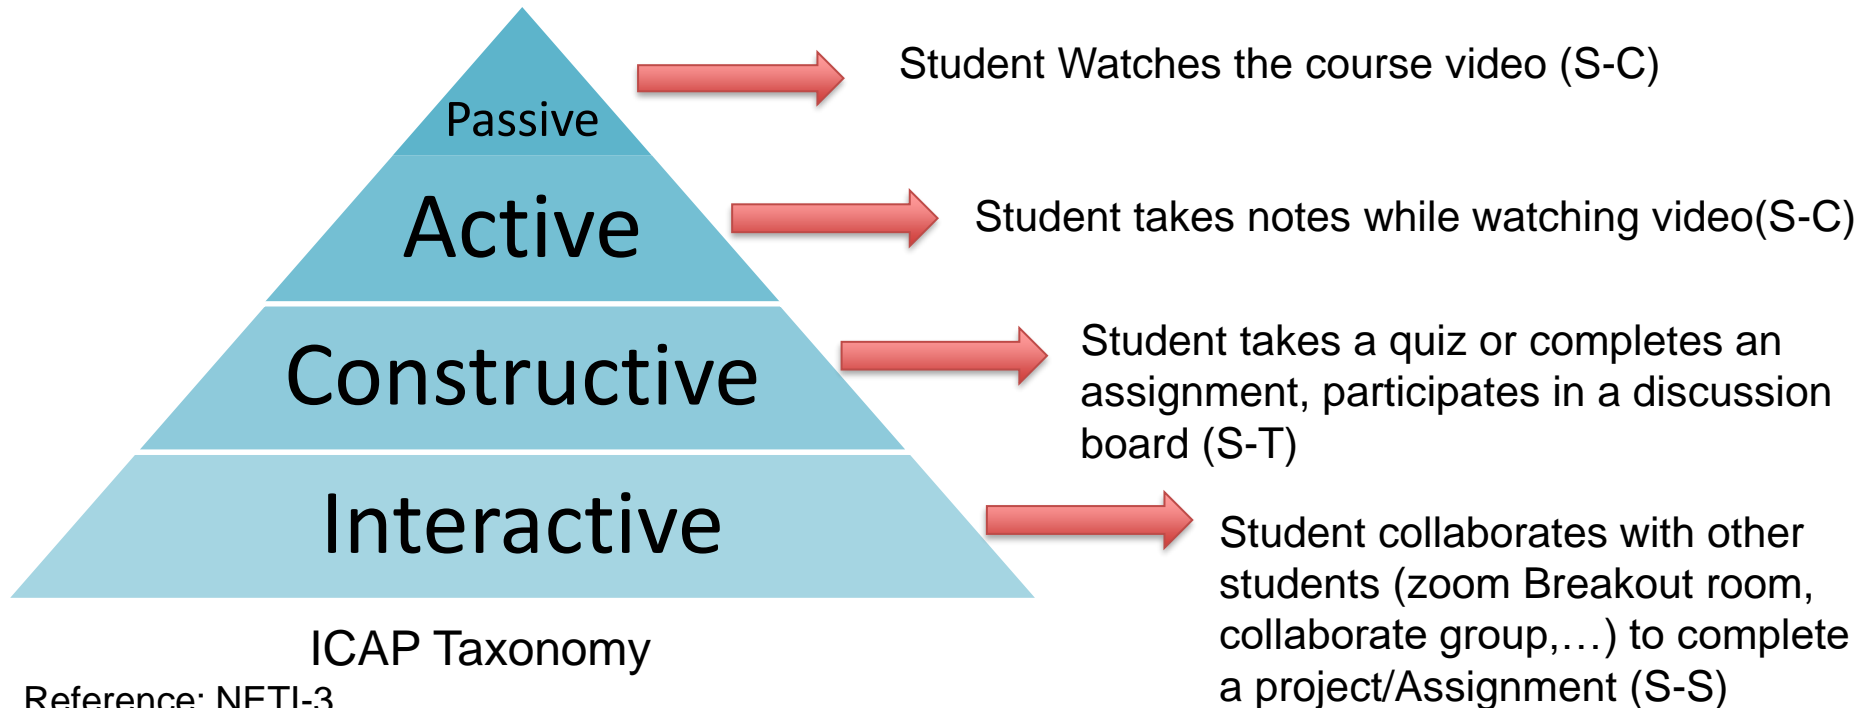 Passive
Student Watches the course video (S-C)
Active
Student takes notes while watching video(S-C)
Constructive
Student takes a quiz or completes an
assignment, participates in a discussion
board (S-T)
Interactive
Student collaborates with other
students (zoom Breakout room,
collaborate group,…) to complete
a project/Assignment (S-S)
ICAP Taxonomy
Reference: NETI-3